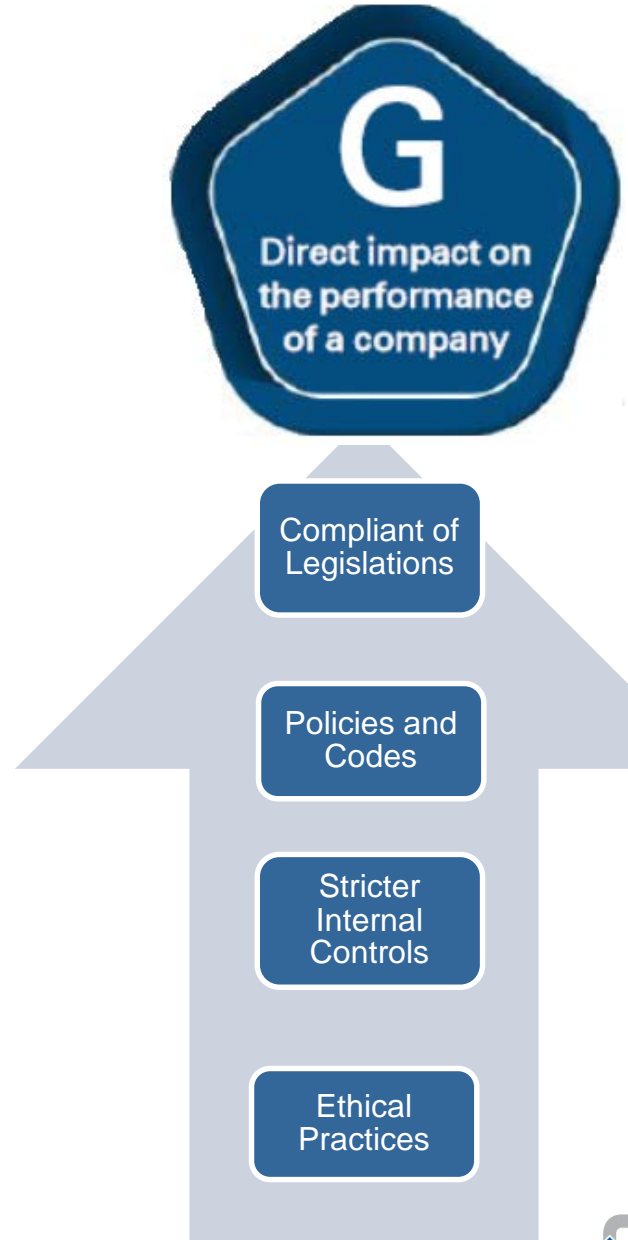 G
Direct impact on
the performance
of a company
Compliant of
Legislations
Policies and
Codes
Stricter
Internal
Controls
Ethical
Practices